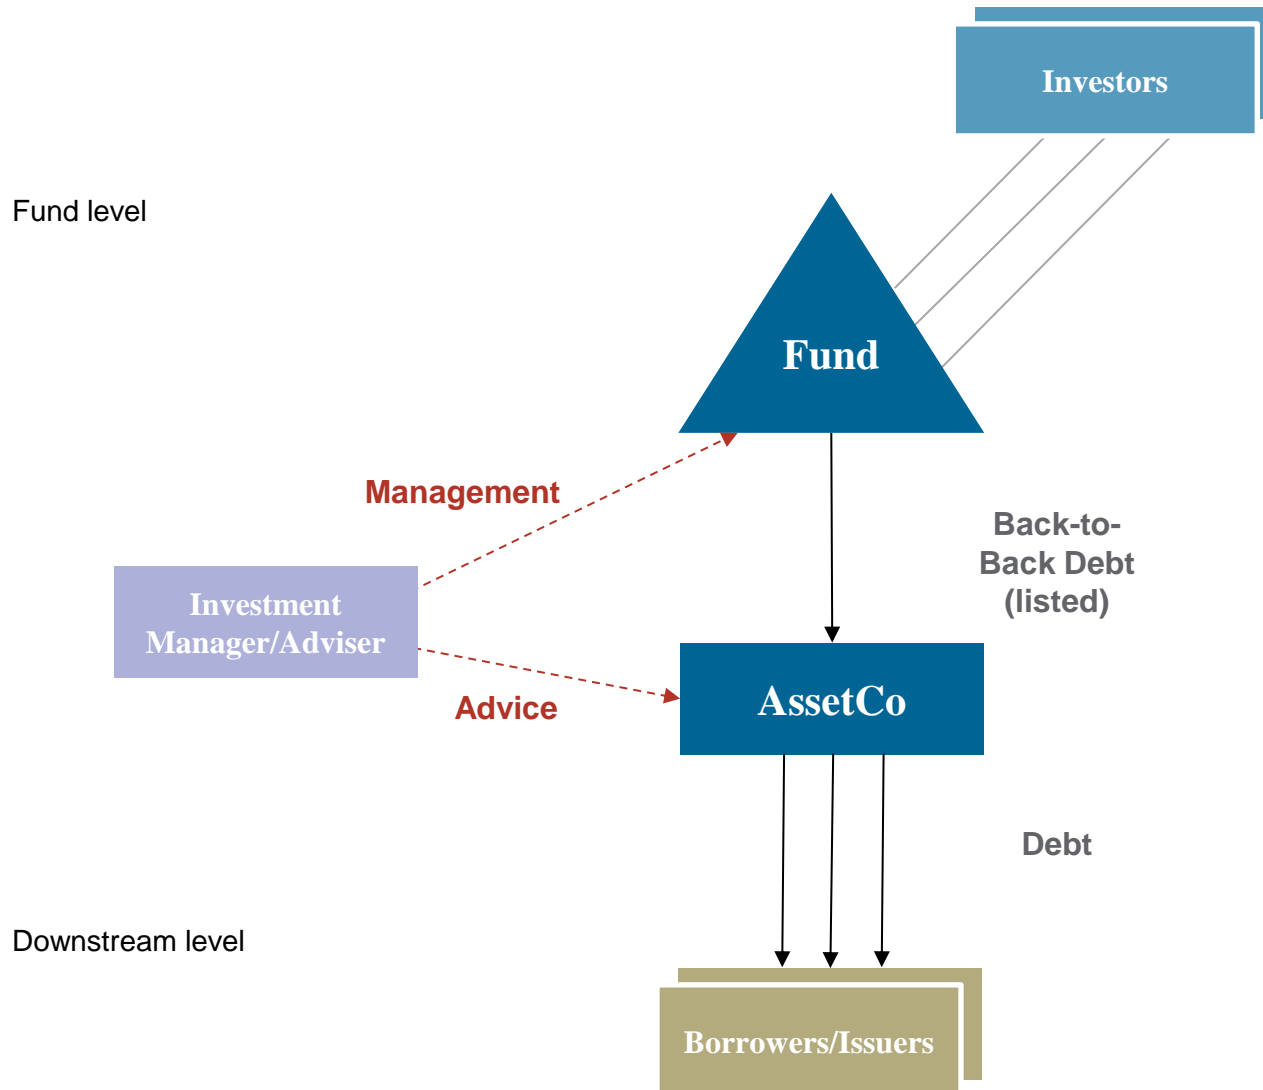 Investors
Fund level
Fund
Management
Back-to-
Back Debt
(listed)
Investment
Manager/Adviser
AssetCo
Advice
Debt
Downstream level
Borrowers/Issuers